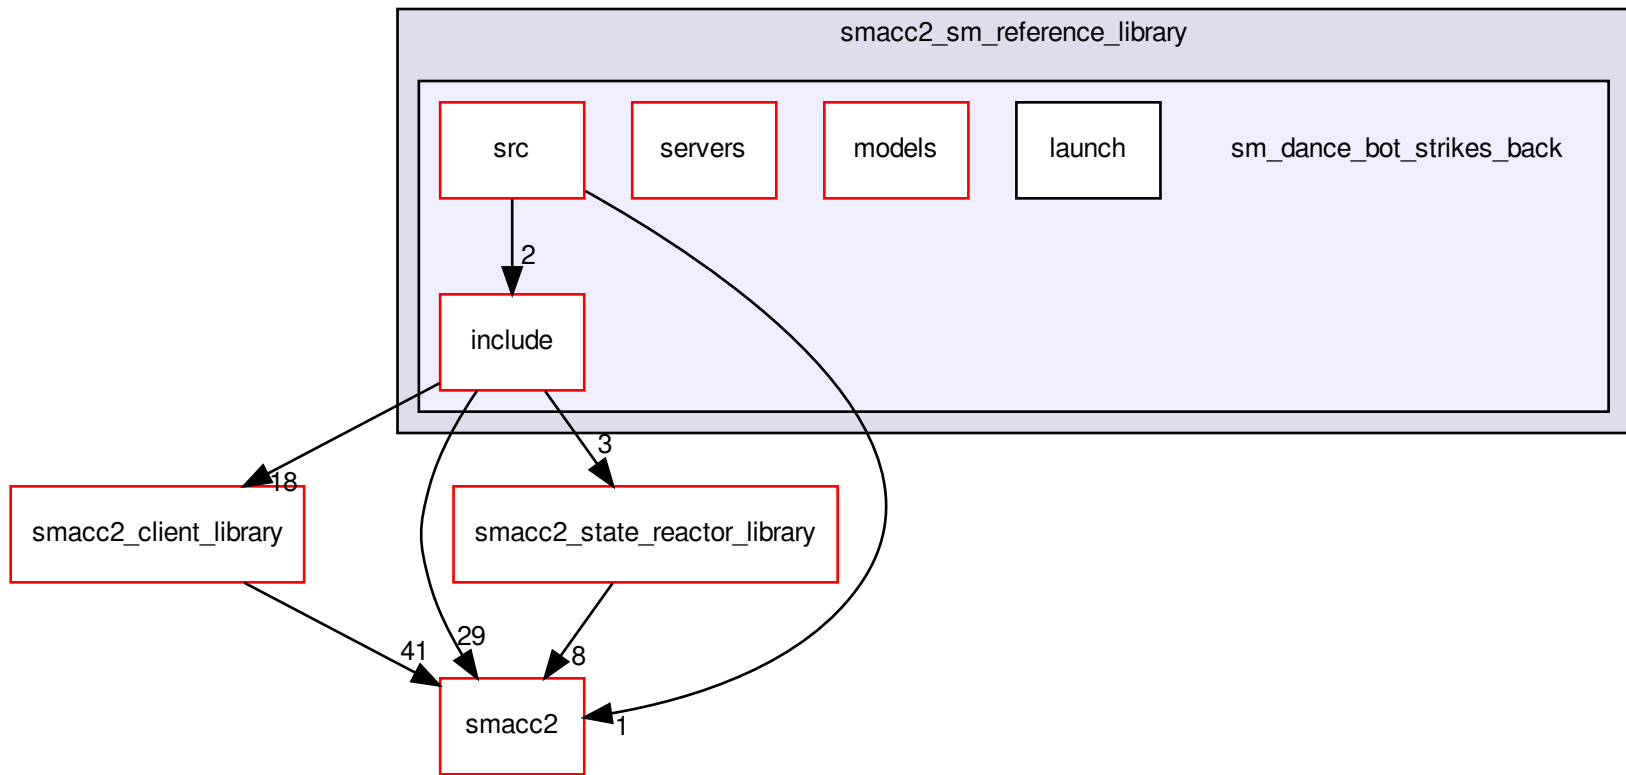 smacc2_sm_reference_library
src
servers
models
launch
sm_dance_bot_strikes_back
2
include
3
18
smacc2_client_library
smacc2_state_reactor_library
41
29
8
smacc2
1